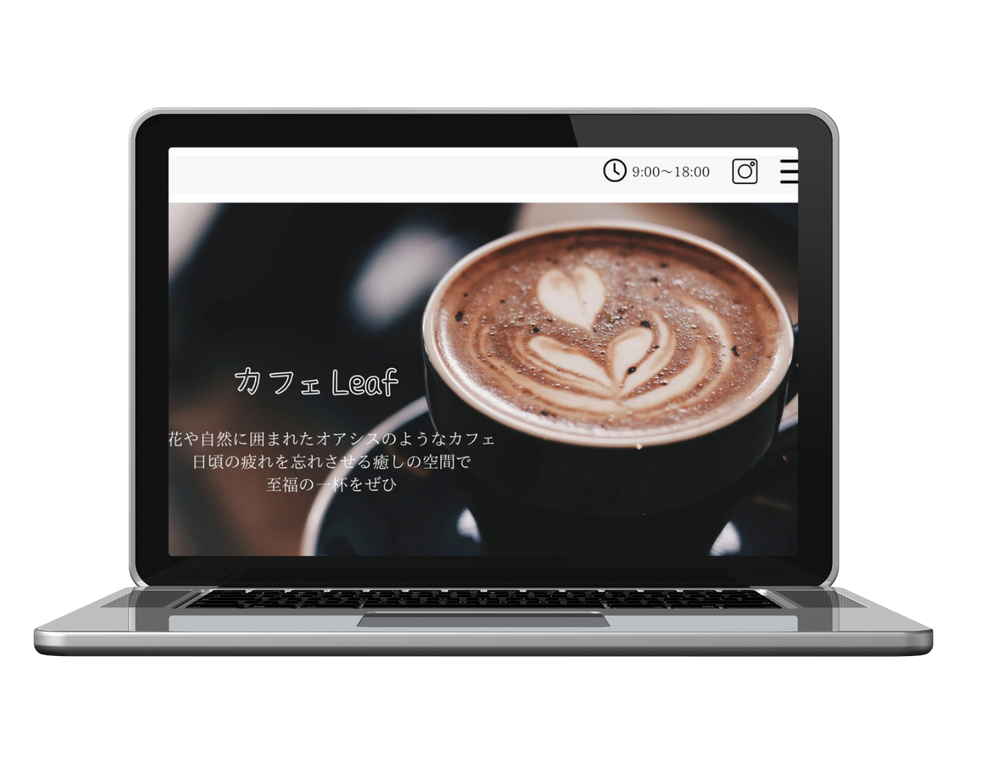 9:00～18:00
カフェ Leaf
花や自然に囲まれたオアシスのようなカフェ
日頃の疲れを忘れさせる癒しの空間で
至福の一杯をぜひ